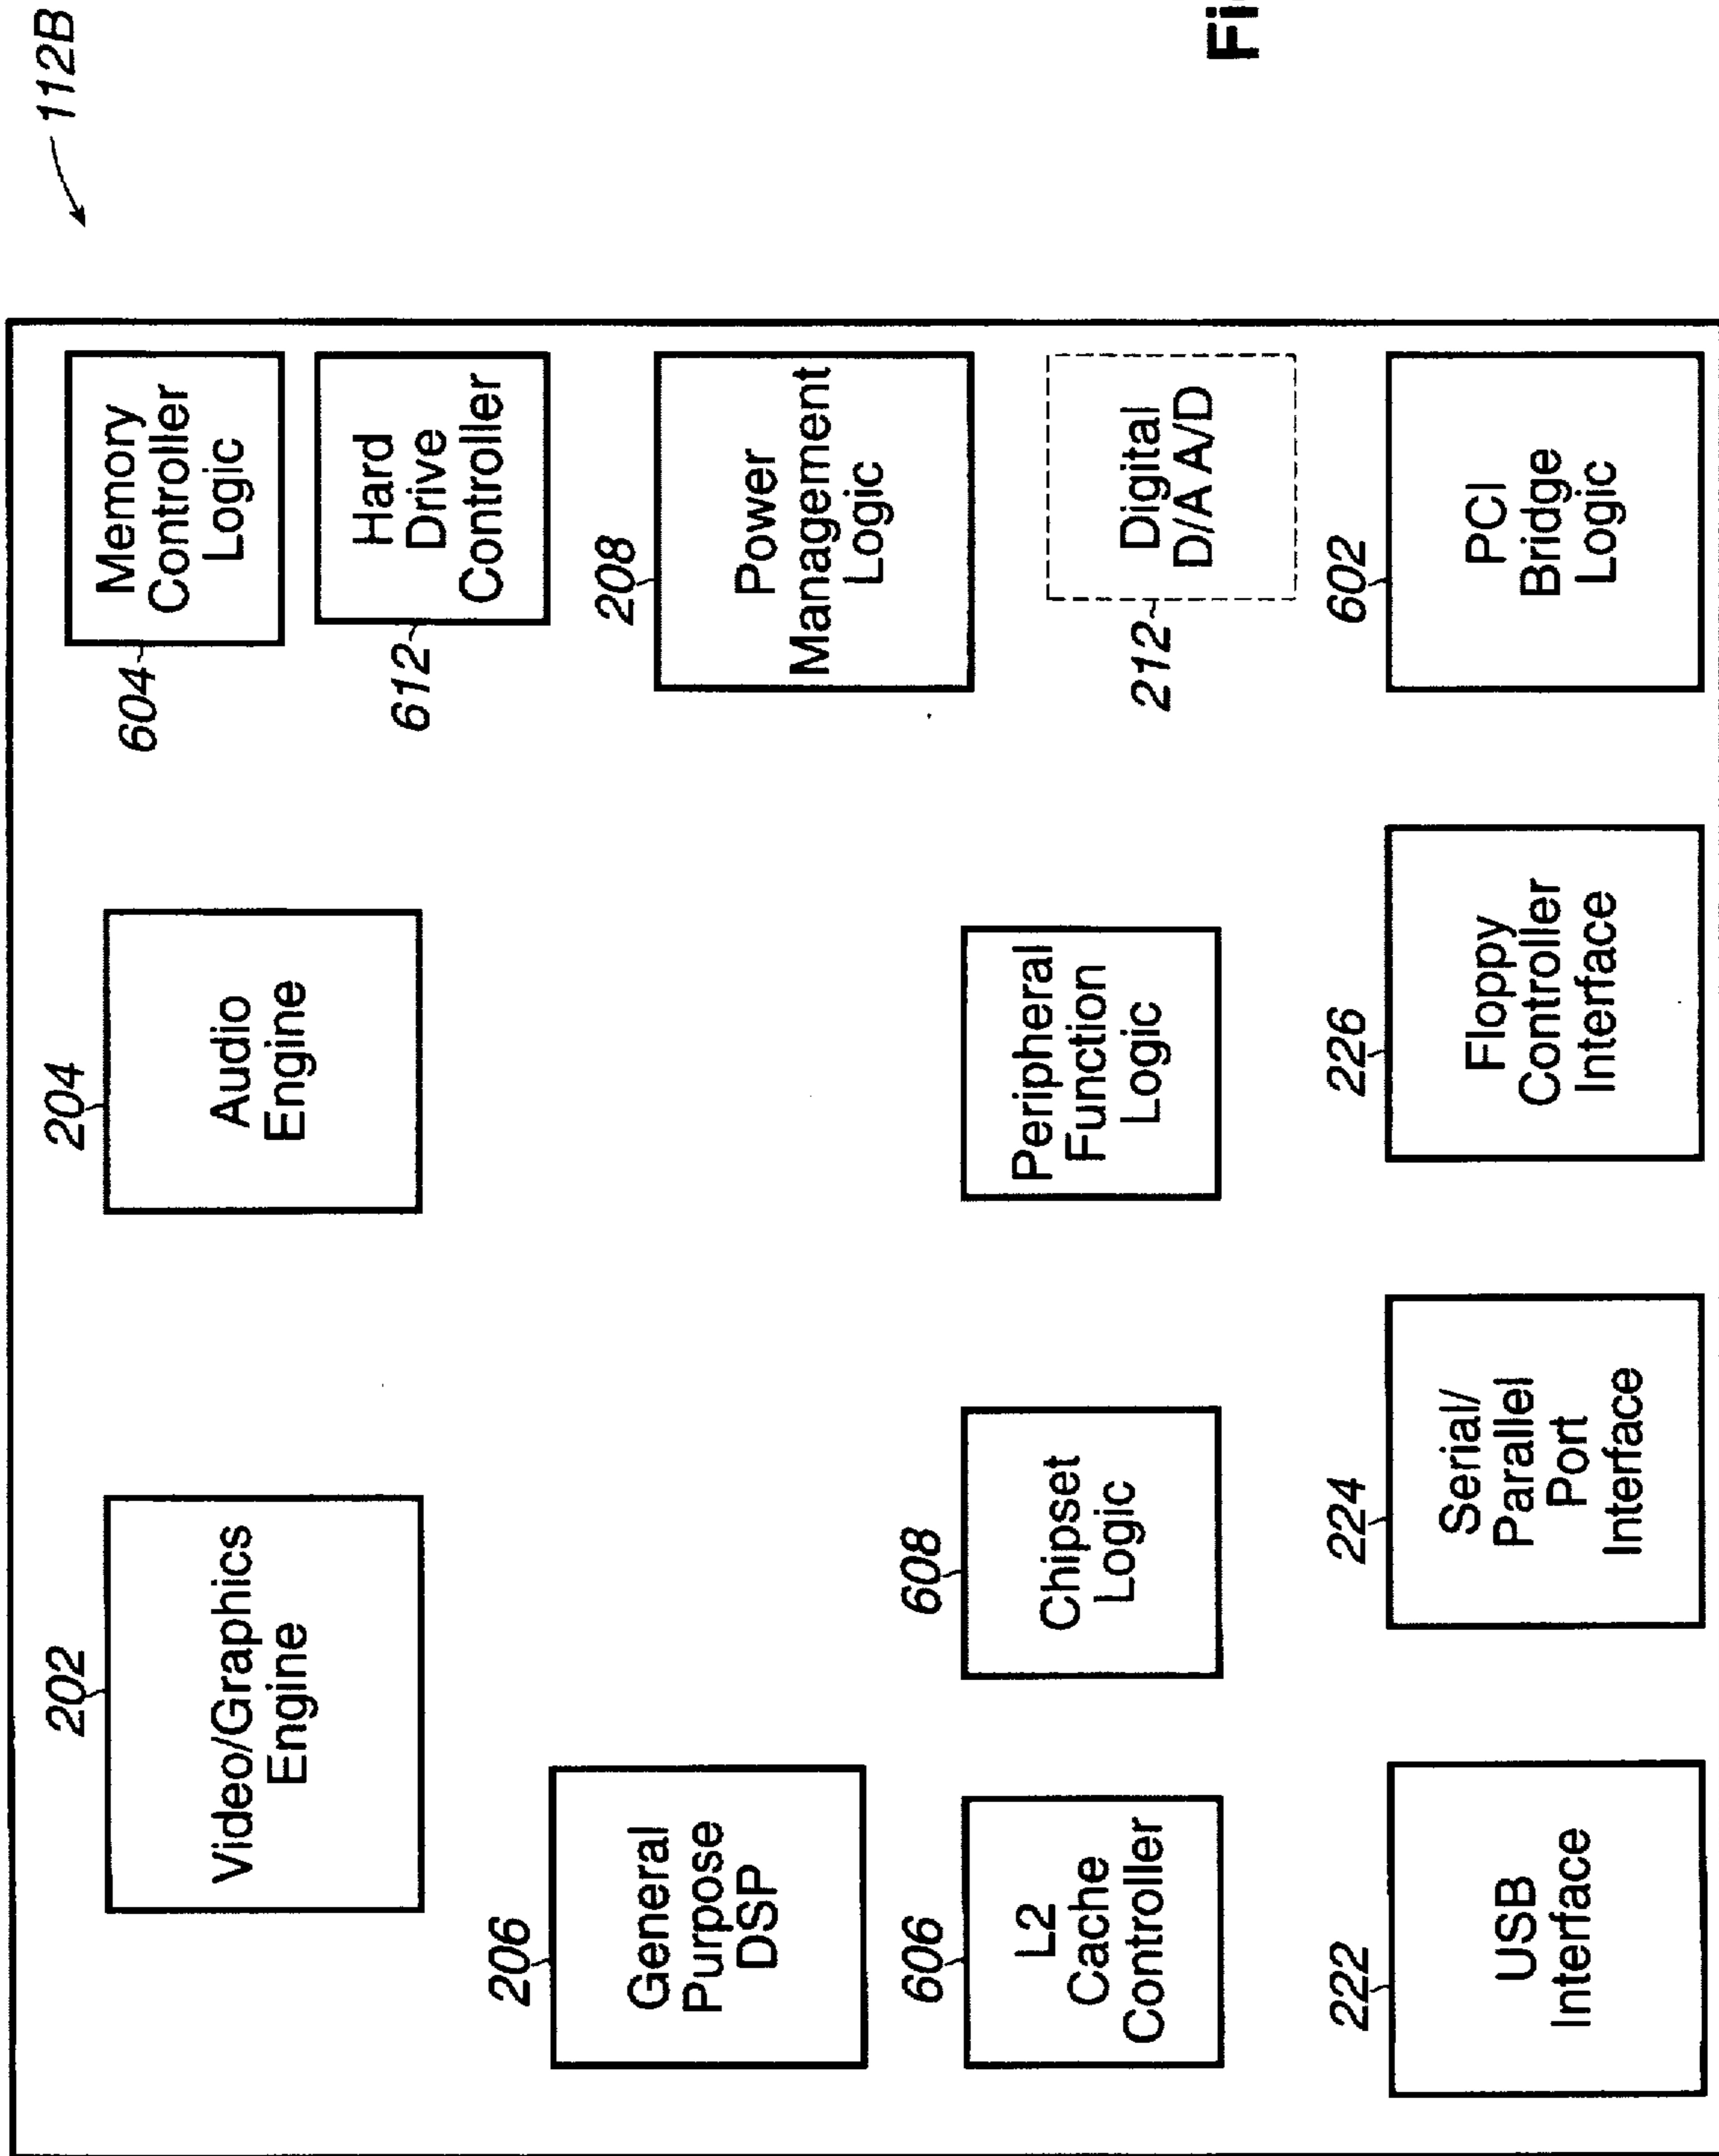 112B
202
Video/Graphics
Engine
204
Audio
Engine
604
Memory
Controller
Logic
612
Hard
Drive
Controller
206
General
Purpose
DSP
208
Power
Management
Logic
606
L2
Cache
Controller
608
Chipset
Logic
Peripheral
Function
Logic
212
Digital
D/A A/D
222
USB
Interface
224
Serial/
Parallel
Port
Interface
226
Floppy
Controller
Interface
602
PCI
Bridge
Logic